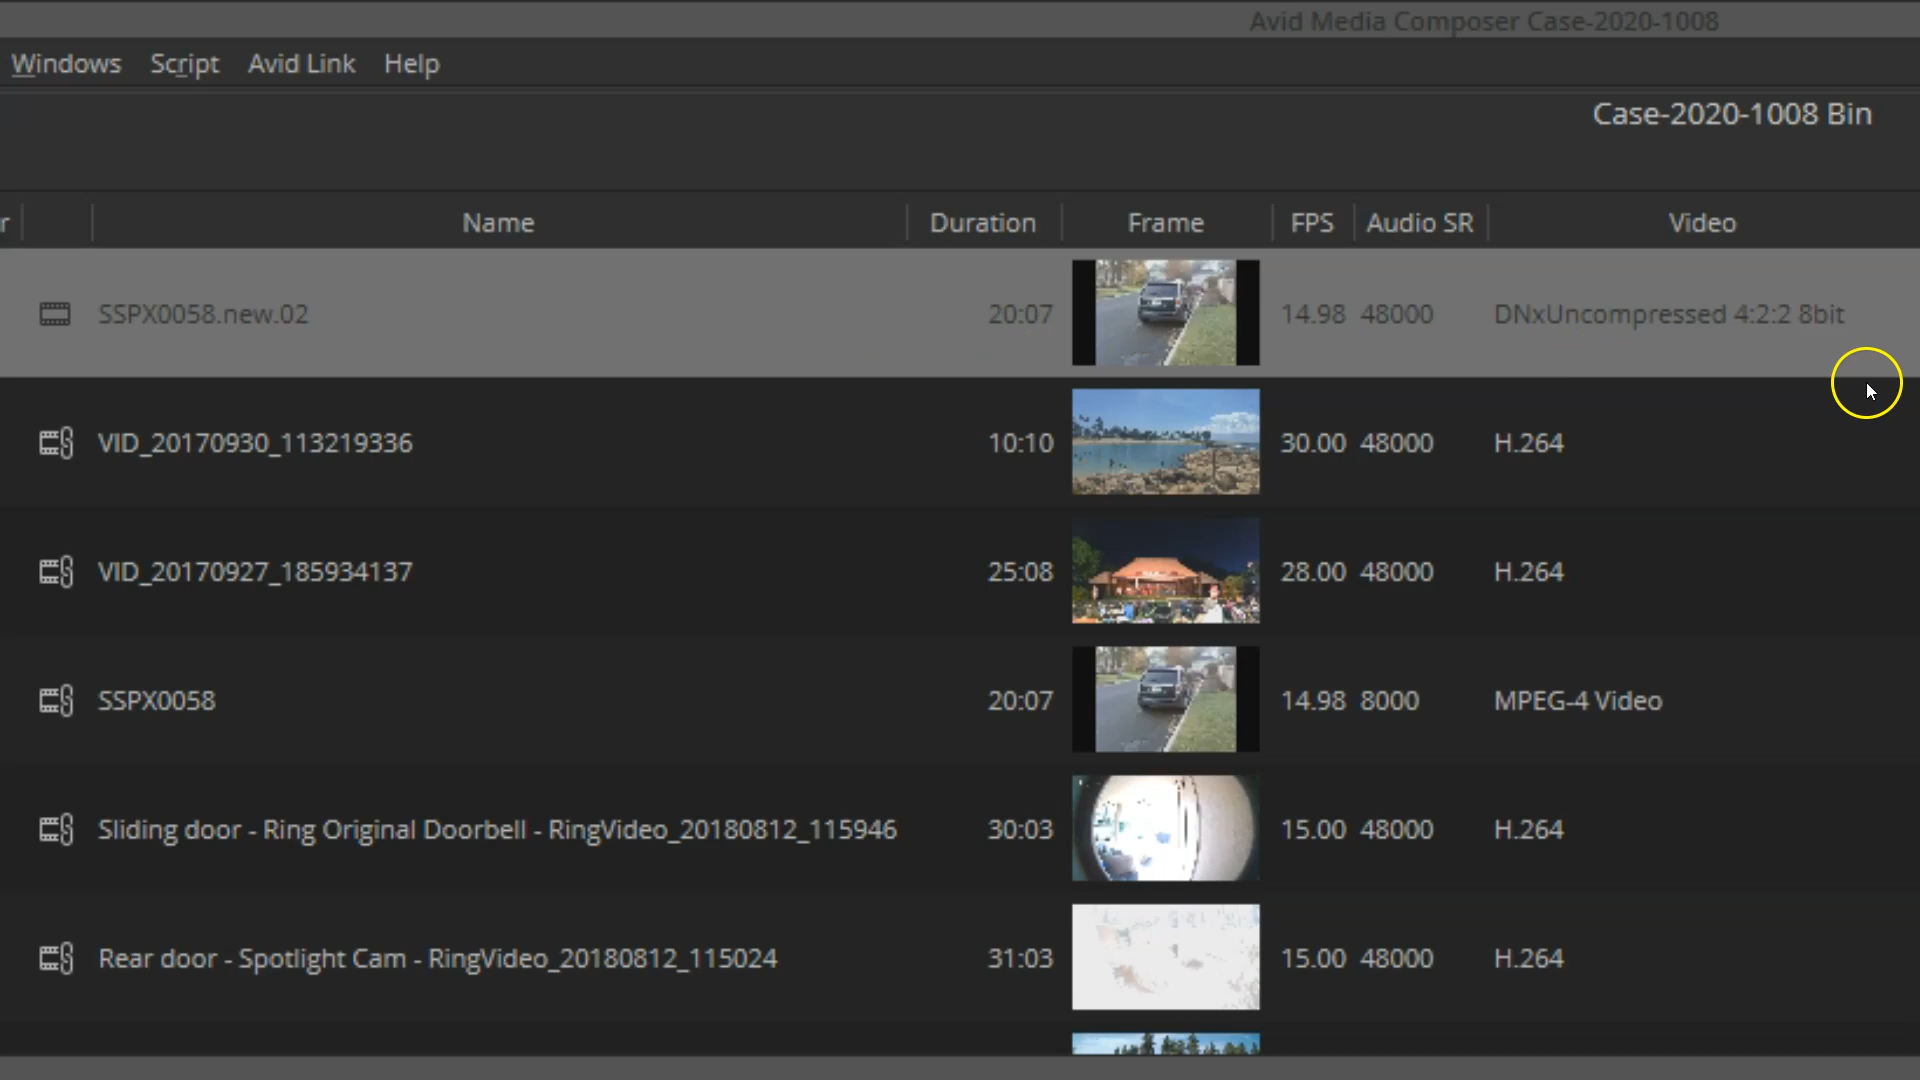 Avid Media Composer Case-2020-1008
Windows Script Avid Link Help
Case-2020-1008 Bin
r Name Duration Frame FPS Audio SR Video
SSPX0058.new.02 20:07 14.98 48000 DNxUncompressed 4:2:2 8bit
VID_20170930_113219336 10:10 30.00 48000 H.264
VID_20170927_185934137 25:08 28.00 48000 H.264
SSPX0058 20:07 14.98 8000 MPEG-4 Video
Sliding door - Ring Original Doorbell - RingVideo_20180812_115946 30:03 15.00 48000 H.264
Rear door - Spotlight Cam - RingVideo_20180812_115024 31:03 15.00 48000 H.264